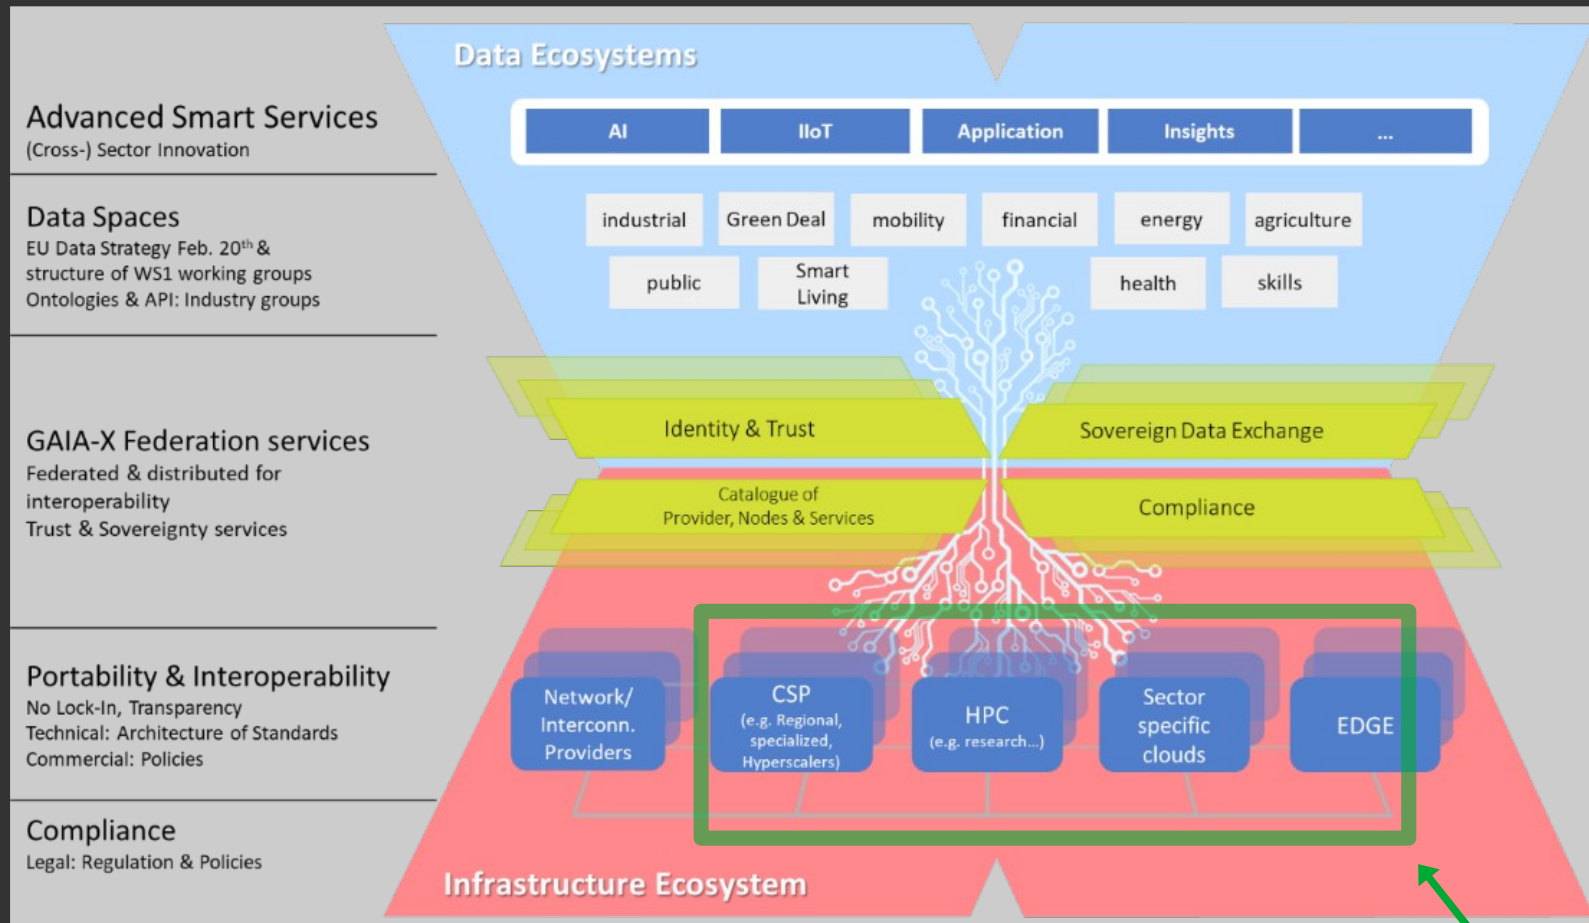 Data Ecosystems
Advanced Smart Services
(Cross-) Sector Innovation
AI
IIoT
Application
Insights
...
Data Spaces
EU Data Strategy Feb. 20th &
structure of WS1 working groups
Ontologies & API: Industry groups
industrial
Green Deal
mobility
financial
energy
agriculture
public
Smart
Living
health
skills
GAIA-X Federation services
Federated & distributed for
interoperability
Trust & Sovereignty services
Identity & Trust
Sovereign Data Exchange
Catalogue of
Provider, Nodes & Services
Compliance
Portability & Interoperability
No Lock-In, Transparency
Technical: Architecture of Standards
Commercial: Policies
Network/
Interconn.
Providers
CSP
(e.g. Regional,
specialized,
Hyperscalers)
HPC
(e.g. research...)
Sector
specific
clouds
EDGE
Compliance
Legal: Regulation & Policies
Infrastructure Ecosystem